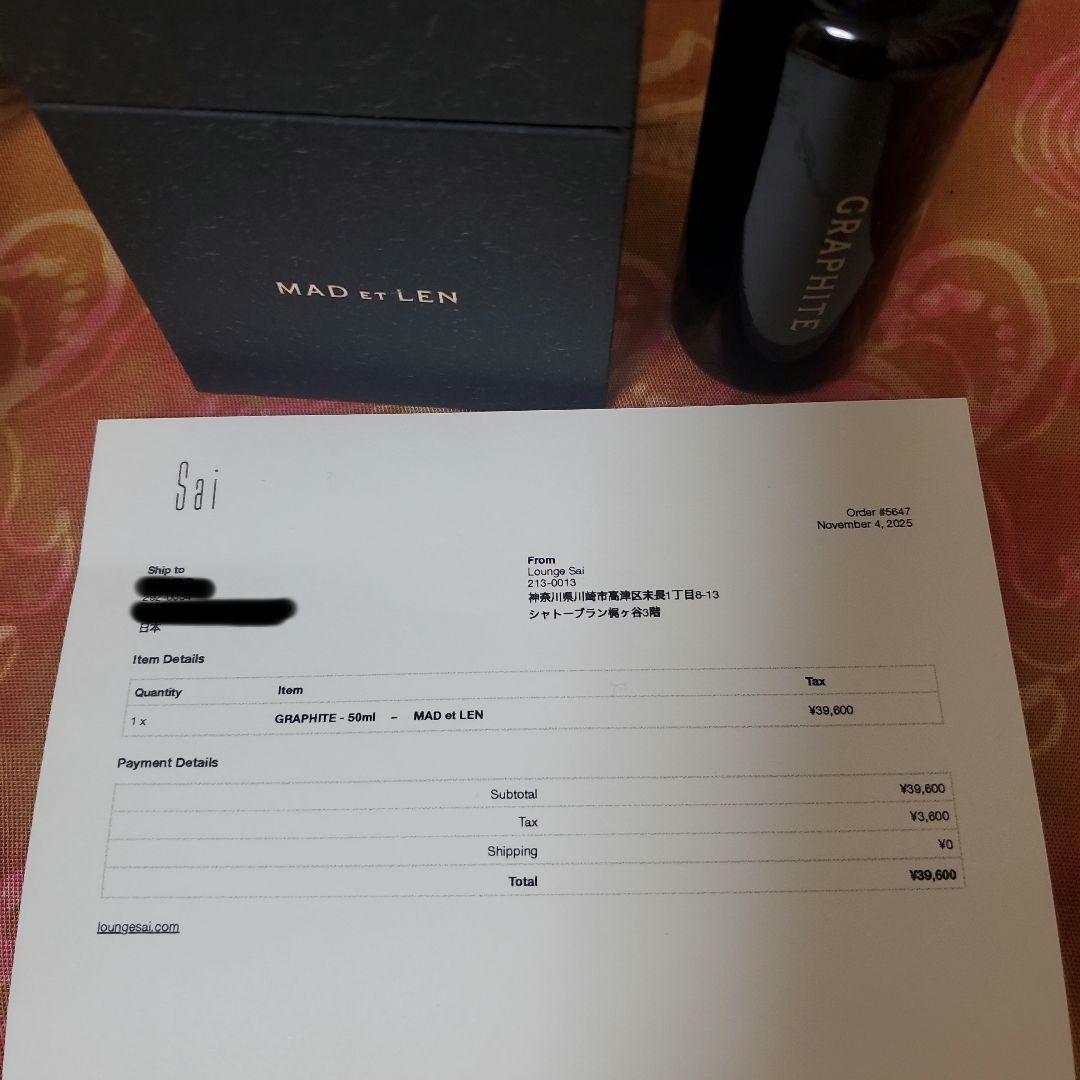 MAD ET LEN
GRAPHITE
Sai
Order #5647
November 4, 2025
Ship to
日本
From
Lounge Sai
213-0013
神奈川県川崎市高津区末長1丁目8-13
シャトーブラン梶ヶ谷3階
Item Details
Quantity Item Tax
1 x GRAPHITE - 50ml – MAD et LEN ¥39,600
Payment Details
Subtotal ¥39,600
Tax ¥3,600
Shipping ¥0
Total ¥39,600
loungesai.com